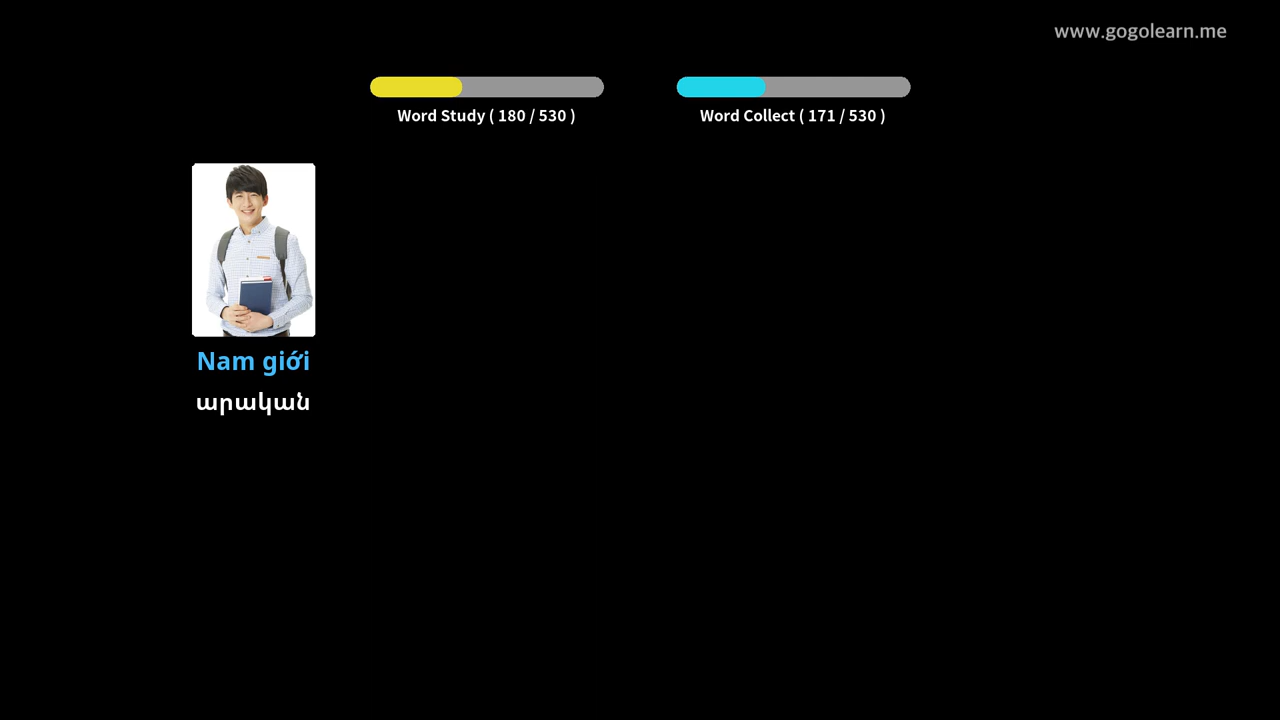 www.gogolearn.me
Word Study ( 180 / 530 )
Word Collect ( 171 / 530 )
Nam giới
արական